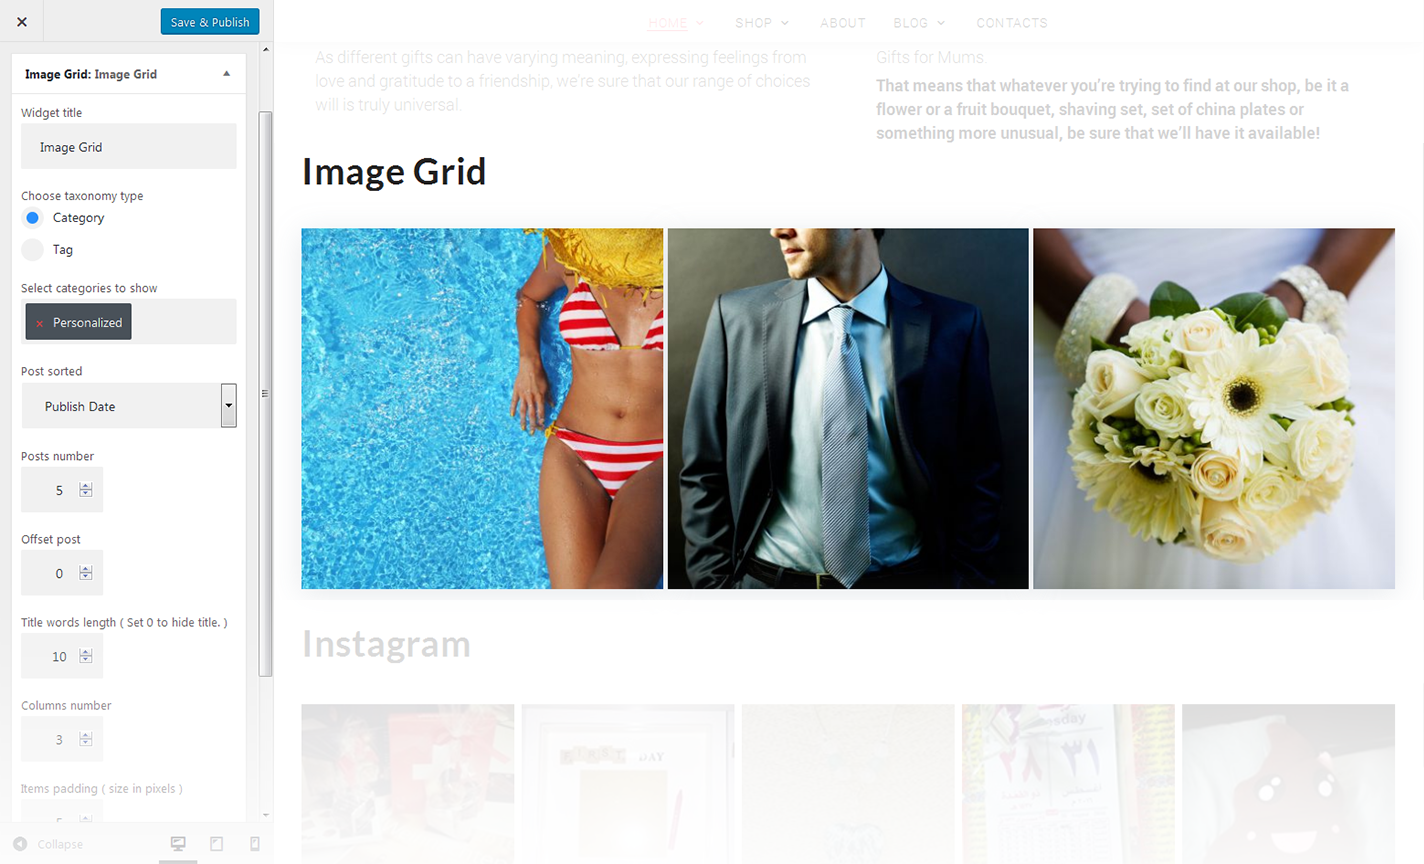 Save & Publish
Image Grid: Image Grid
Widget title
Image Grid
Choose taxonomy type
Category
Tag
Select categories to show
× Personalized
Post sorted
Publish Date
Posts number
5
Offset post
0
Title words length ( Set 0 to hide title. )
10
Columns number
3
Items padding ( size in pixels )
Collapse
HOME SHOP ABOUT BLOG CONTACTS
As different gifts can have varying meaning, expressing feelings from
love and gratitude to a friendship, we're sure that our range of choices
will is truly universal.
Gifts for Mums.
That means that whatever you're trying to find at our shop, be it a
flower or a fruit bouquet, shaving set, set of china plates or
something more unusual, be sure that we'll have it available!
Image Grid
Instagram
FIRST DAY